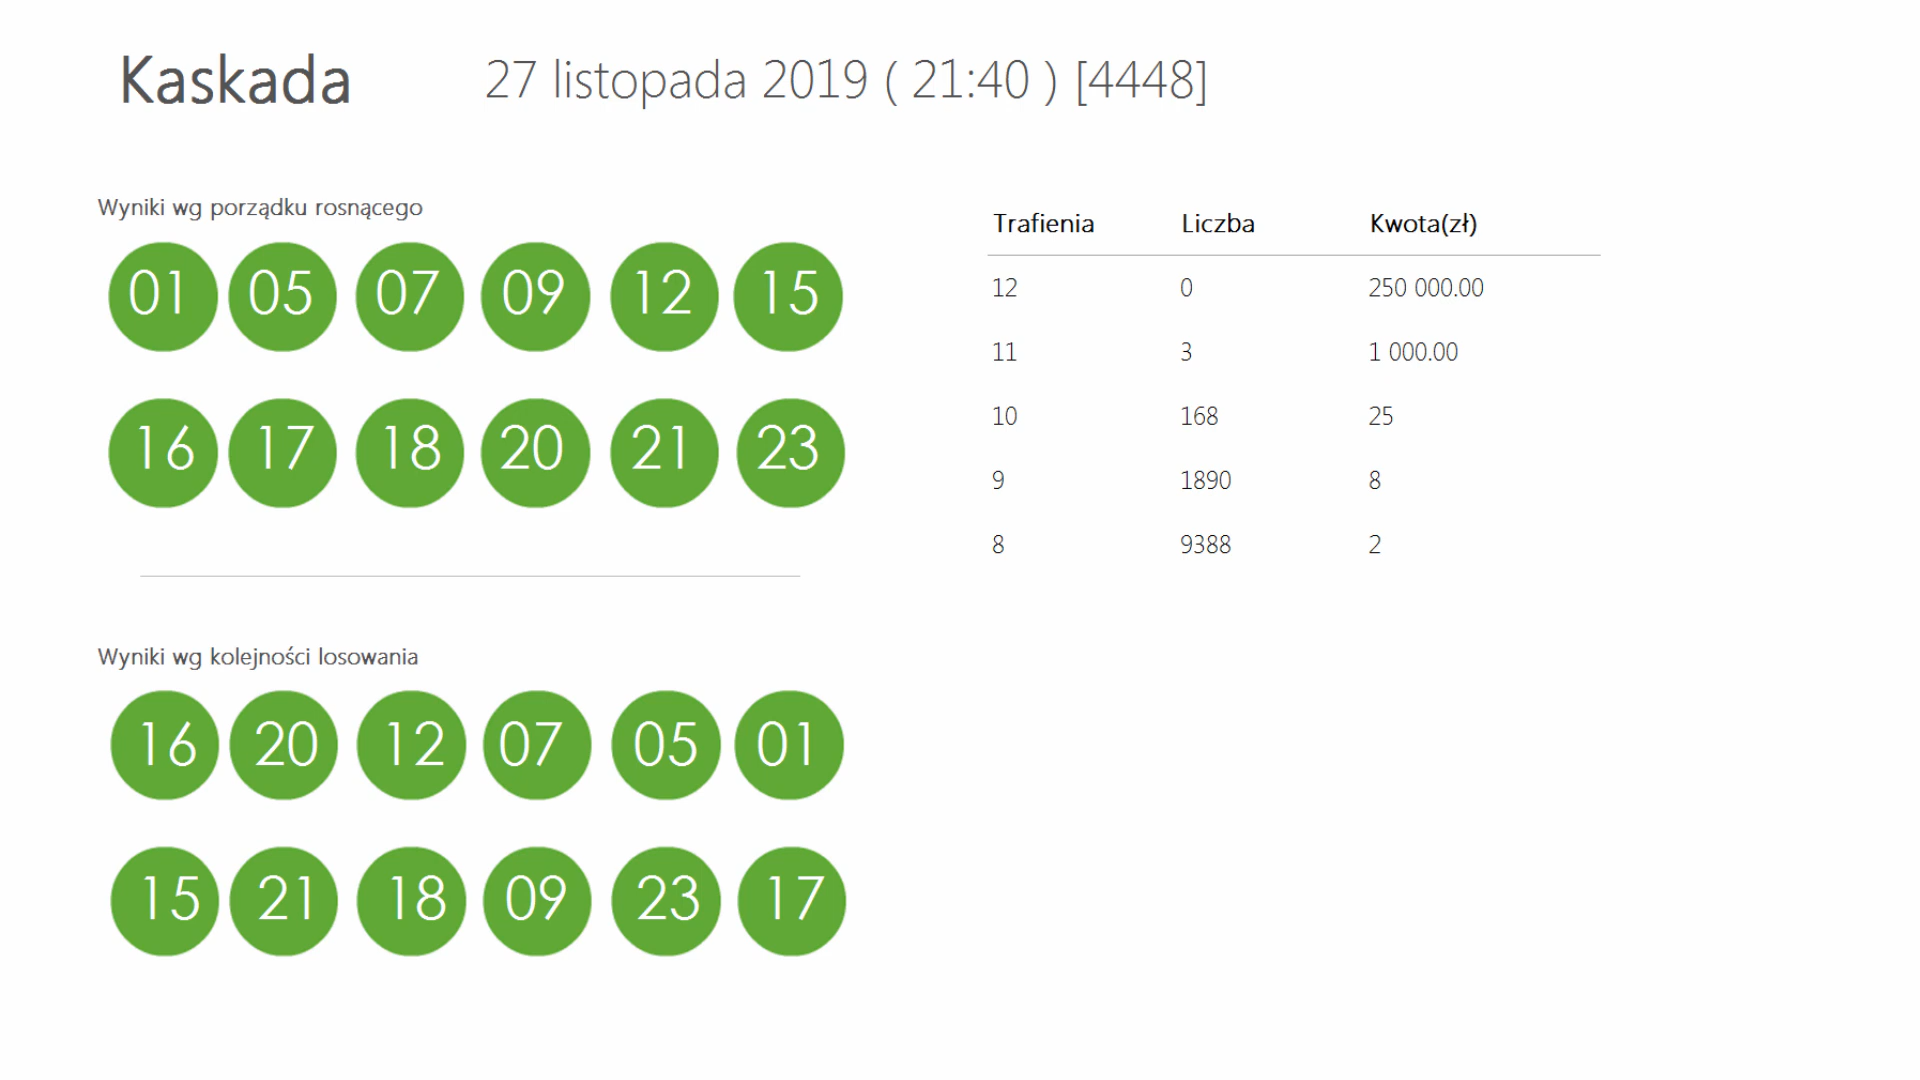 Kaskada 27 listopada 2019 ( 21:40 ) [4448]
Wyniki wg porządku rosnącego
01 05 07 09 12 15
16 17 18 20 21 23
Wyniki wg kolejności losowania
16 20 12 07 05 01
15 21 18 09 23 17
Trafienia Liczba Kwota(zł)
12 0 250 000.00
11 3 1 000.00
10 168 25
9 1890 8
8 9388 2